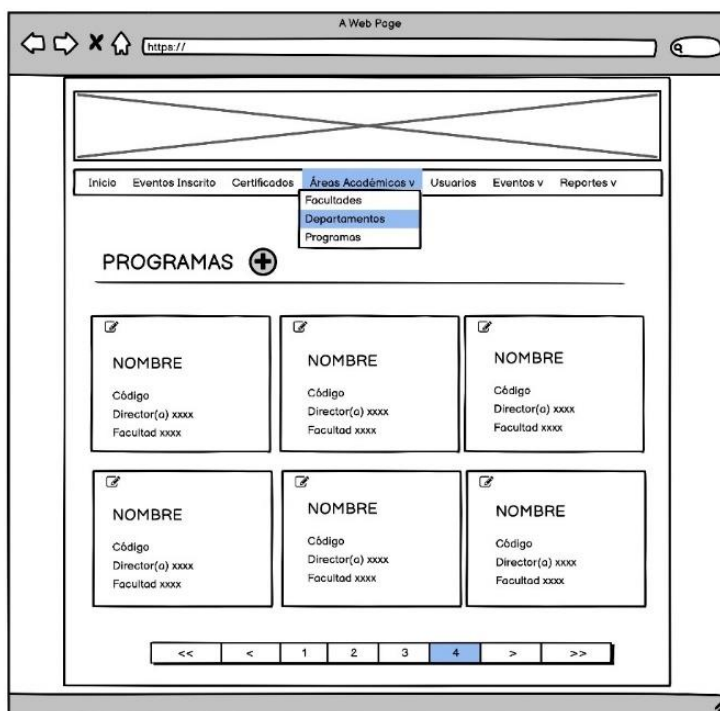 A Web Page
https://
Inicio Eventos Inscrito Certificados Áreas Académicas v Usuarios Eventos v Reportes v
Facultades
Departamentos
Programas
PROGRAMAS
NOMBRE NOMBRE NOMBRE
Código Código Código
Director(a) xxxx Director(a) xxxx Director(a) xxxx
Facultad xxxx Facultad xxxx Facultad xxxx
NOMBRE NOMBRE NOMBRE
Código Código Código
Director(a) xxxx Director(a) xxxx Director(a) xxxx
Facultad xxxx Facultad xxxx Facultad xxxx
<< < 1 2 3 4 > >>